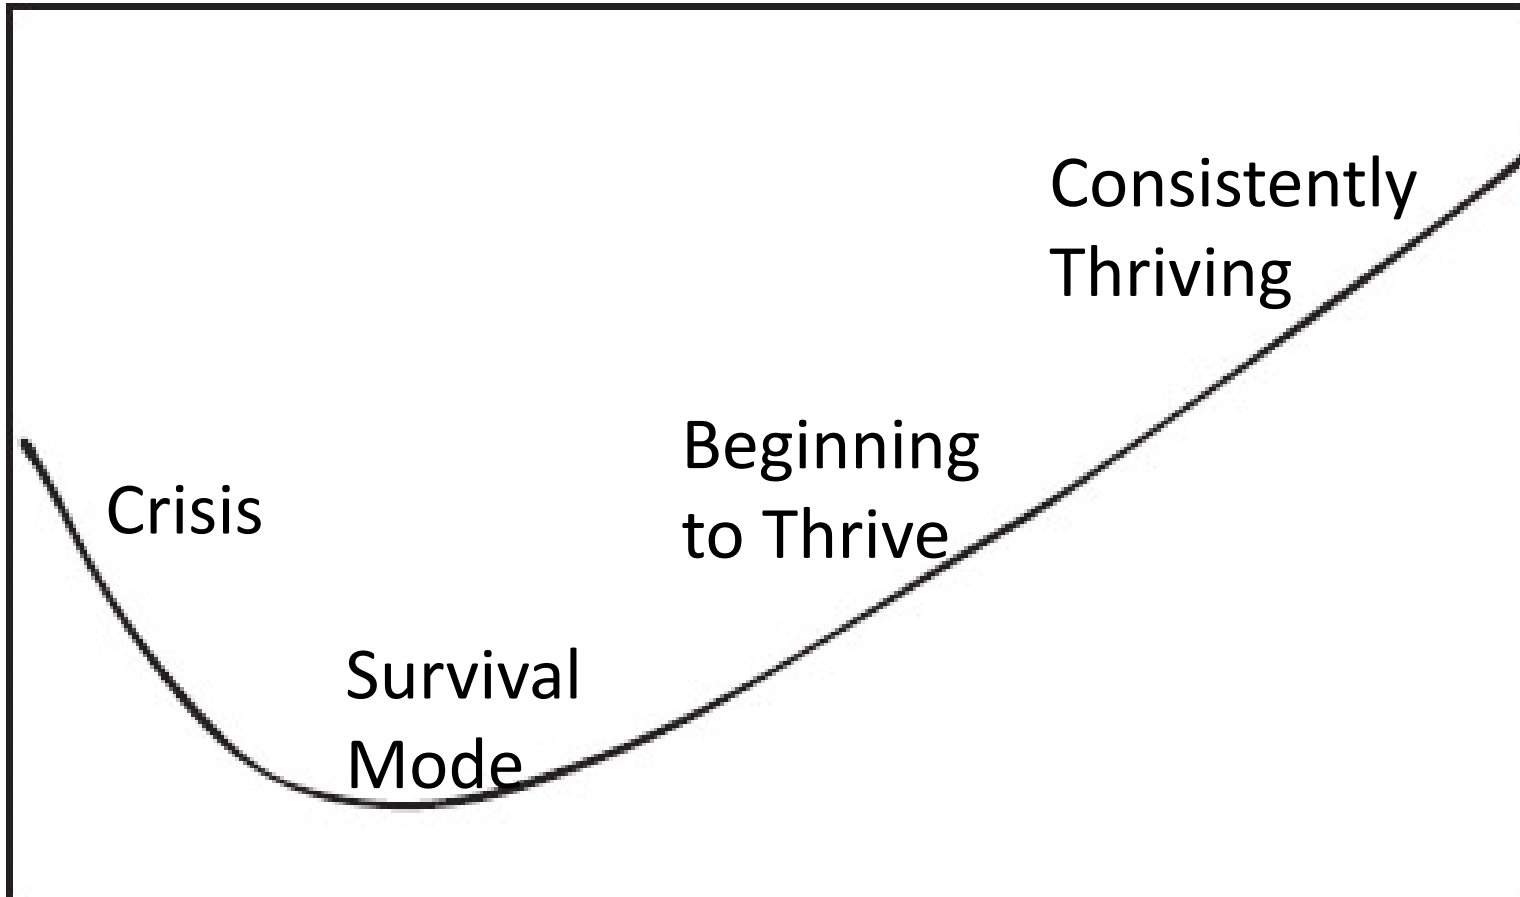 Consistently
Thriving
Beginning
to Thrive
Crisis
Survival
Mode